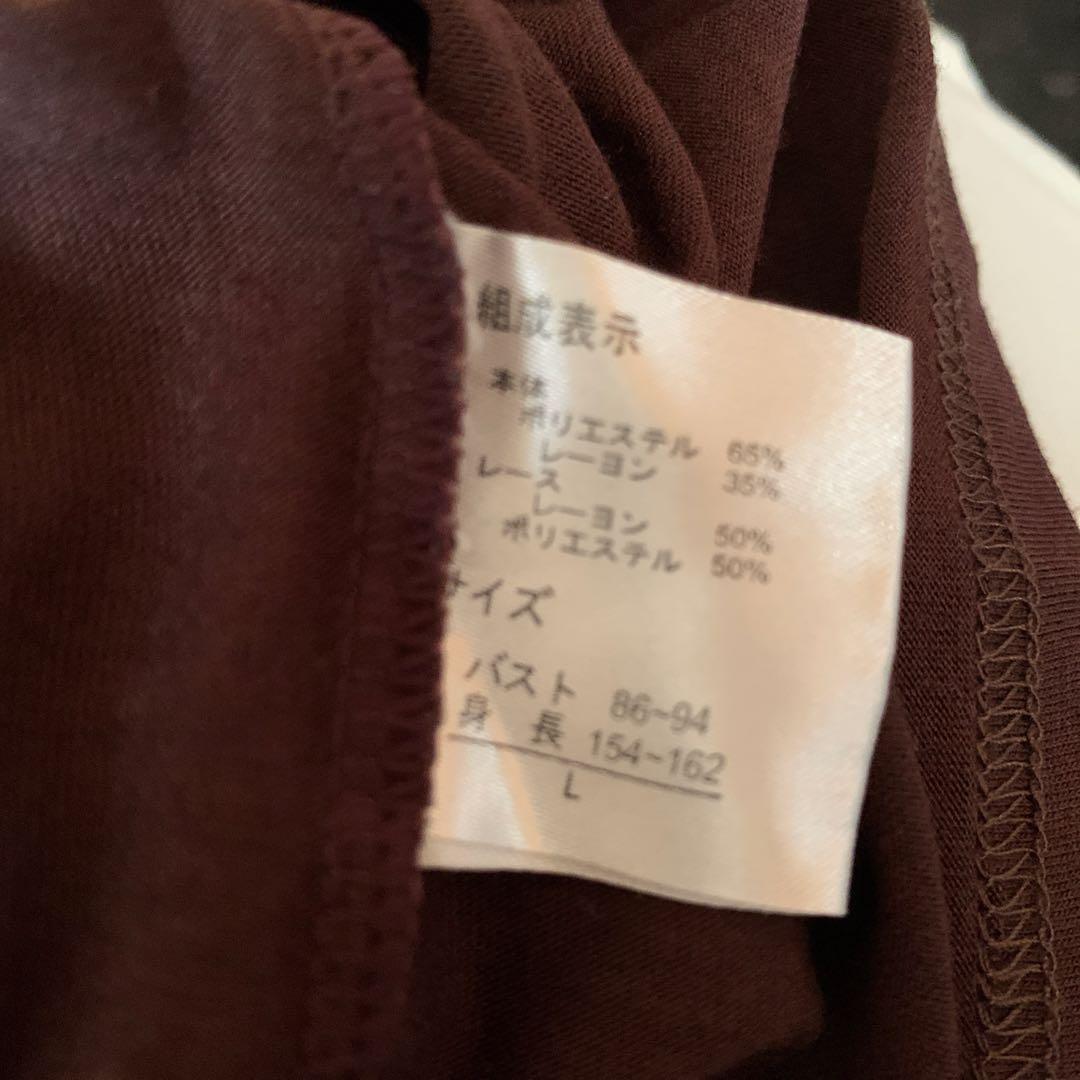 組成表示
本体
ポリエステル 65%
レーヨン 35%
レース
レーヨン 50%
ポリエステル 50%
サイズ
バスト 86~94
身 長 154~162
L